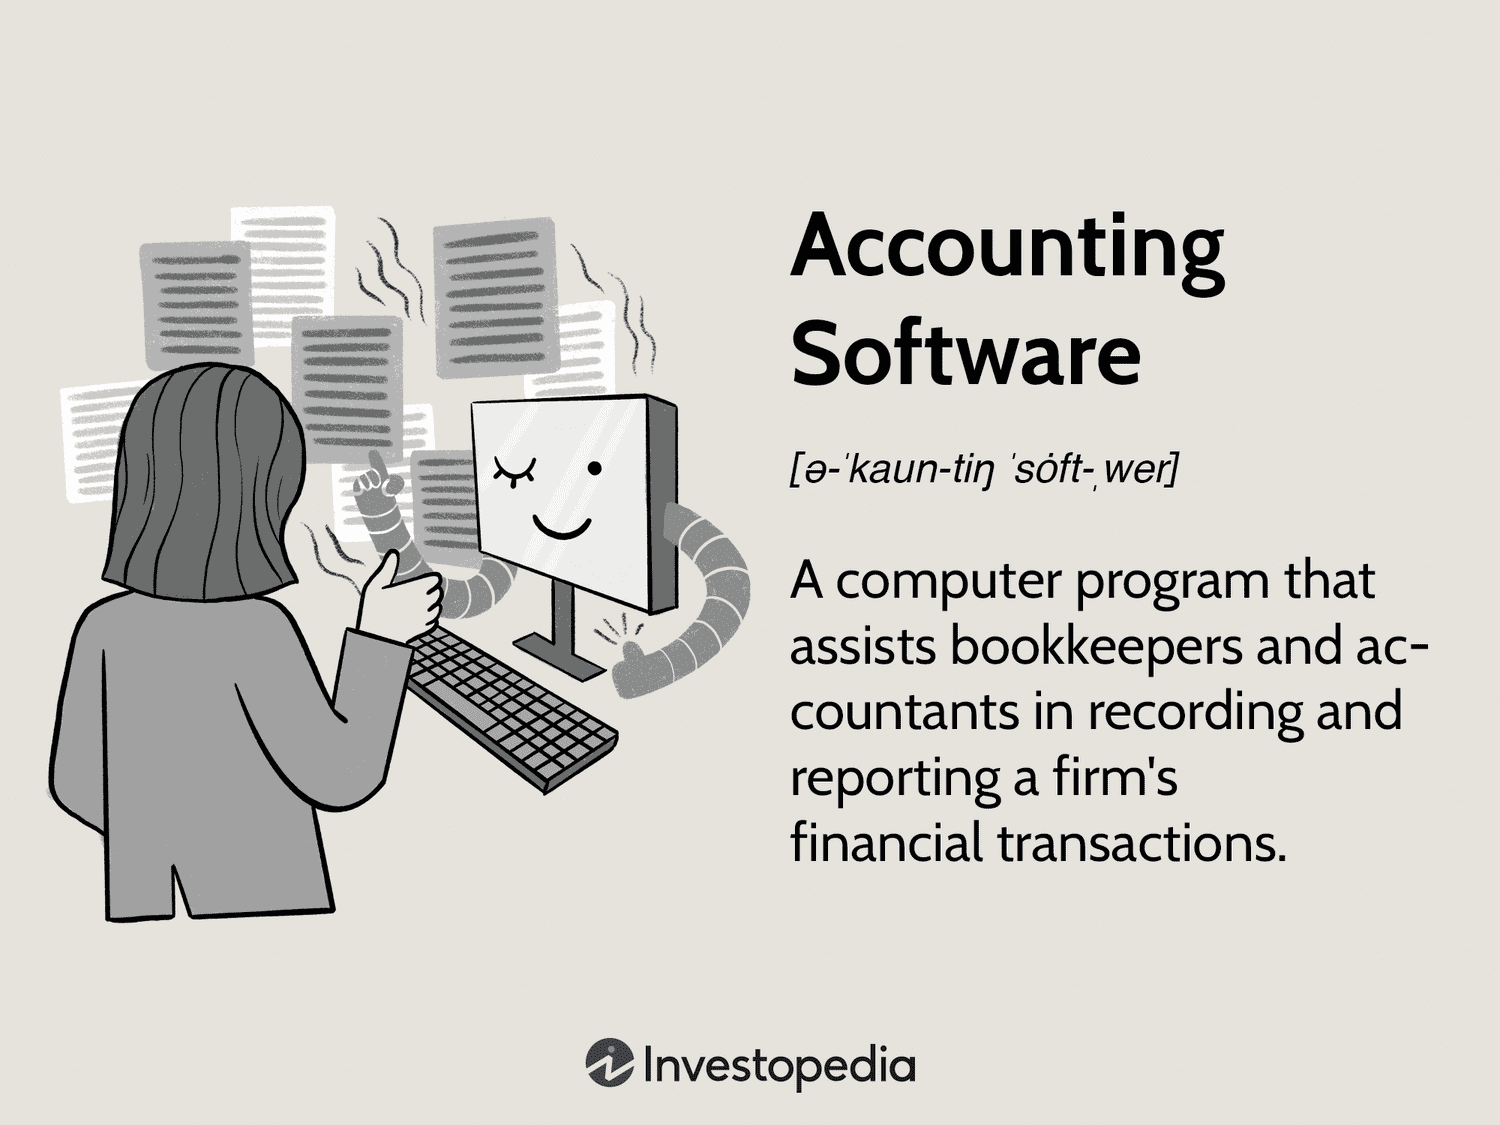 Accounting
Software
[ə-ˈkaun-tiŋ ˈsȯft-ˌwer]
A computer program that
assists bookkeepers and ac-
countants in recording and
reporting a firm's
financial transactions.
Investopedia